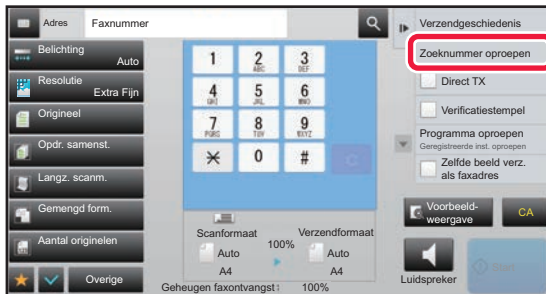 Adres
Faxnummer
Belichting
Auto
Resolutie
Extra Fijn
Origineel
Opdr. samenst.
Langz. scanm.
Gemengd form.
Aantal originelen
Overige
1
2
ABC
3
DEF
4
GHI
5
JKL
6
MNO
7
PQRS
8
TUV
9
WXYZ
0
#
C
Scanformaat
Verzendformaat
100%
Auto
Auto
A4
A4
Geheugen faxontvangst: 100%
Verzendgeschiedenis
Zoeknummer oproepen
Direct TX
Verificatiestempel
Programma oproepen
Geregistreerde inst. oproepen
Zelfde beeld verz.
als faxadres
Voorbeeld-
weergave
CA
Luidspreker
Start